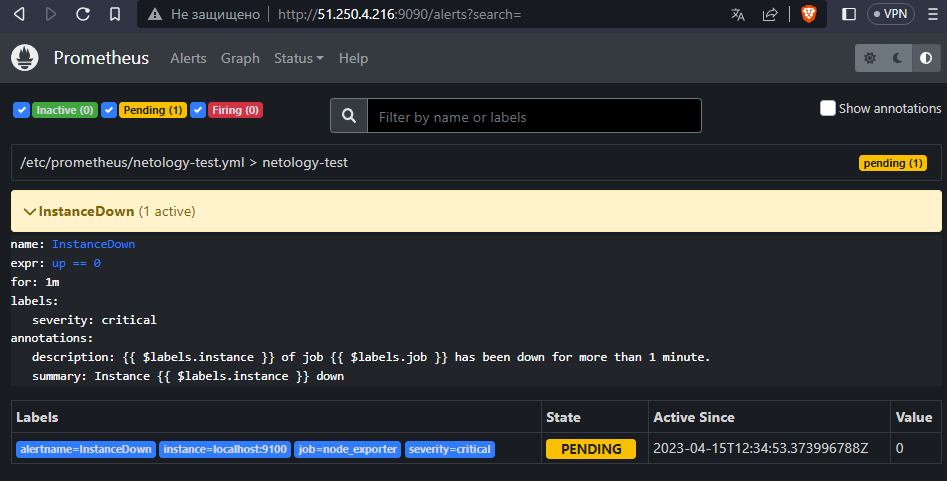 Не защищено http://51.250.4.216:9090/alerts?search= VPN
Prometheus Alerts Graph Status Help
Inactive (0) Pending (1) Firing (0) Filter by name or labels Show annotations
/etc/prometheus/netology-test.yml > netology-test pending (1)
InstanceDown (1 active)
name: InstanceDown
expr: up == 0
for: 1m
labels:
severity: critical
annotations:
description: {{ $labels.instance }} of job {{ $labels.job }} has been down for more than 1 minute.
summary: Instance {{ $labels.instance }} down
Labels State Active Since Value
alertname=InstanceDown instance=localhost:9100 job=node_exporter severity=critical PENDING 2023-04-15T12:34:53.373996788Z 0